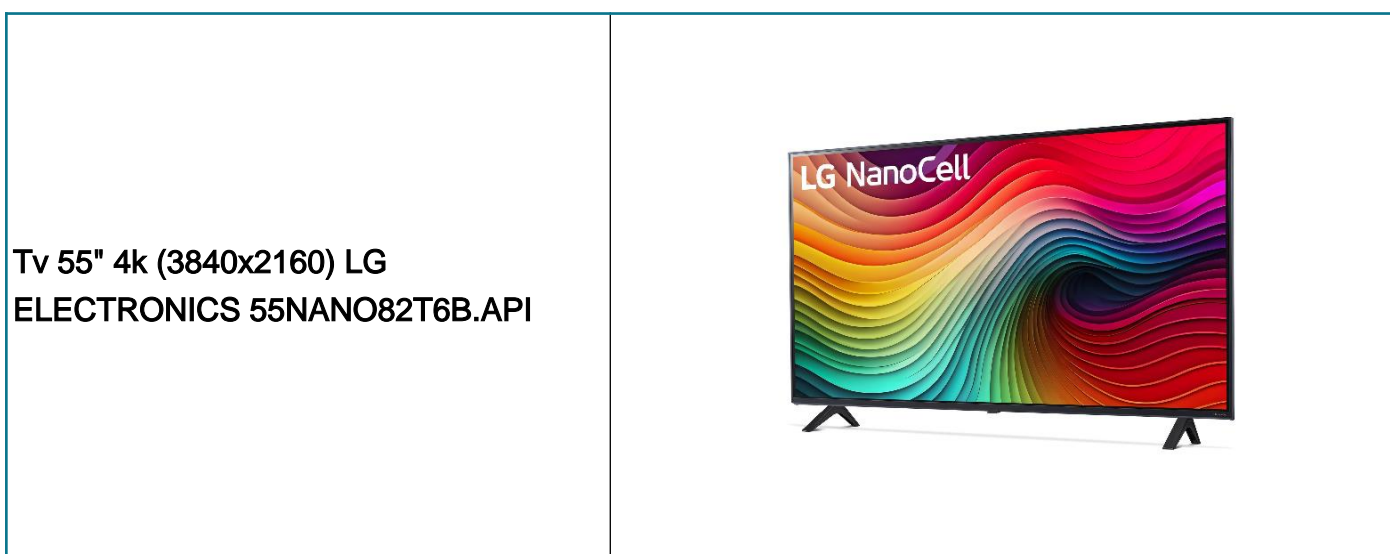 Tv 55" 4k (3840x2160) LG
ELECTRONICS 55NANO82T6B.API
LG NanoCell